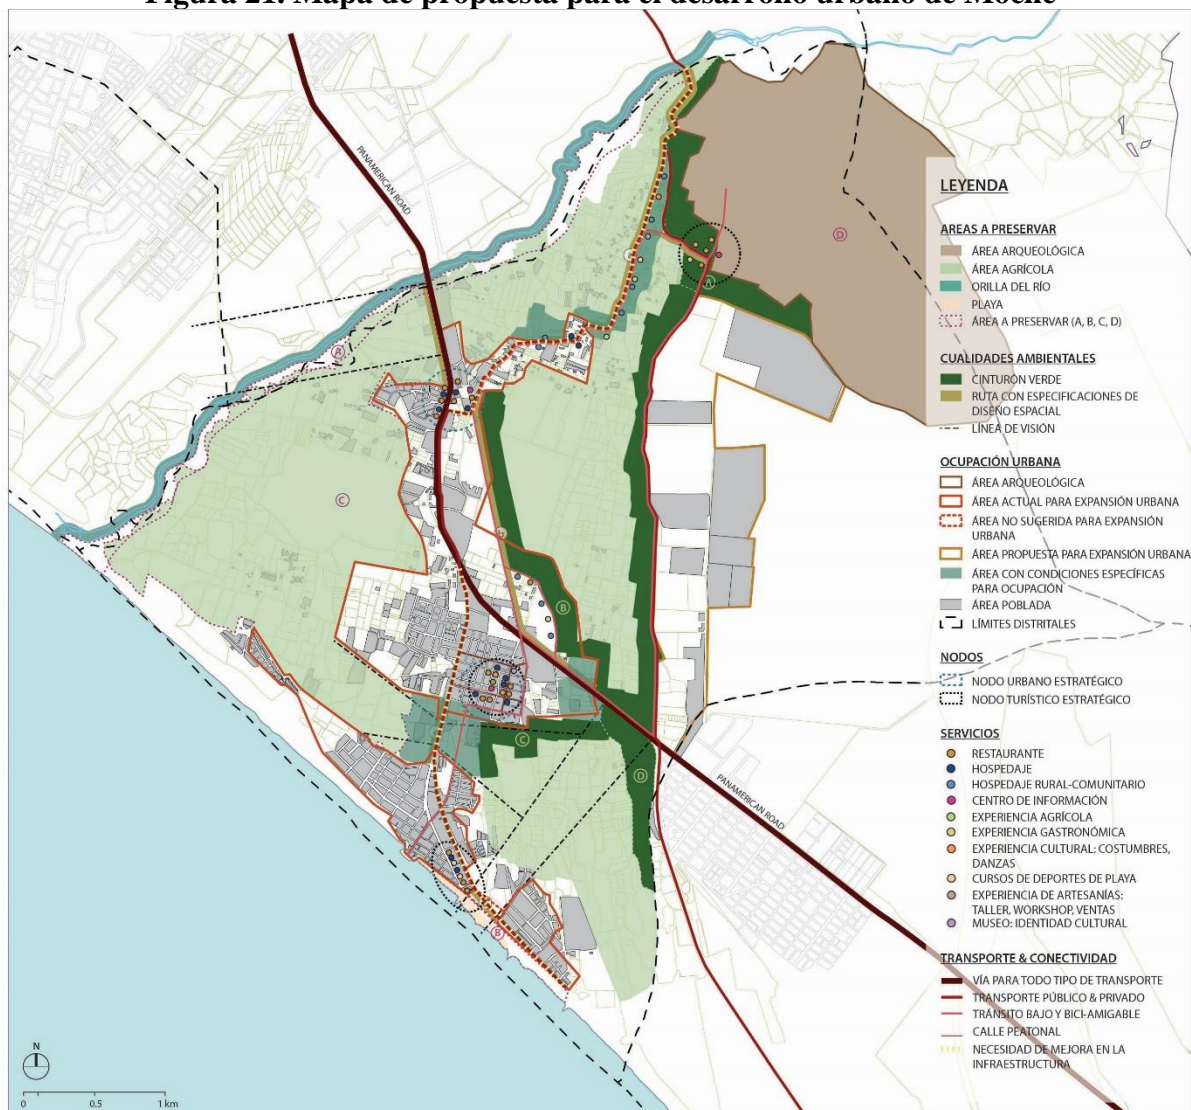 Figura 21. Mapa de propuesta para el desarrollo urbano de Moche
PANAMERICAN ROAD
D
A
A
C
B
C
D
B
PANAMERICAN ROAD
N
0 0.5 1 km
LEYENDA
AREAS A PRESERVAR
ÁREA ARQUEOLÓGICA
ÁREA AGRÍCOLA
ORILLA DEL RÍO
PLAYA
ÁREA A PRESERVAR (A, B, C, D)
CUALIDADES AMBIENTALES
CINTURÓN VERDE
RUTA CON ESPECIFICACIONES DE
DISEÑO ESPACIAL
LÍNEA DE VISIÓN
OCUPACIÓN URBANA
ÁREA ARQUEOLÓGICA
ÁREA ACTUAL PARA EXPANSIÓN URBANA
ÁREA NO SUGERIDA PARA EXPANSIÓN
URBANA
ÁREA PROPUESTA PARA EXPANSIÓN URBANA
ÁREA CON CONDICIONES ESPECÍFICAS
PARA OCUPACIÓN
ÁREA POBLADA
LÍMITES DISTRITALES
NODOS
NODO URBANO ESTRATÉGICO
NODO TURÍSTICO ESTRATÉGICO
SERVICIOS
RESTAURANTE
HOSPEDAJE
HOSPEDAJE RURAL-COMUNITARIO
CENTRO DE INFORMACIÓN
EXPERIENCIA AGRÍCOLA
EXPERIENCIA GASTRONÓMICA
EXPERIENCIA CULTURAL: COSTUMBRES,
DANZAS
CURSOS DE DEPORTES DE PLAYA
EXPERIENCIA DE ARTESANÍAS:
TALLER, WORKSHOP, VENTAS
MUSEO: IDENTIDAD CULTURAL
TRANSPORTE & CONECTIVIDAD
VÍA PARA TODO TIPO DE TRANSPORTE
TRANSPORTE PÚBLICO & PRIVADO
TRÁNSITO BAJO Y BICI-AMIGABLE
CALLE PEATONAL
NECESIDAD DE MEJORA EN LA
INFRAESTRUCTURA